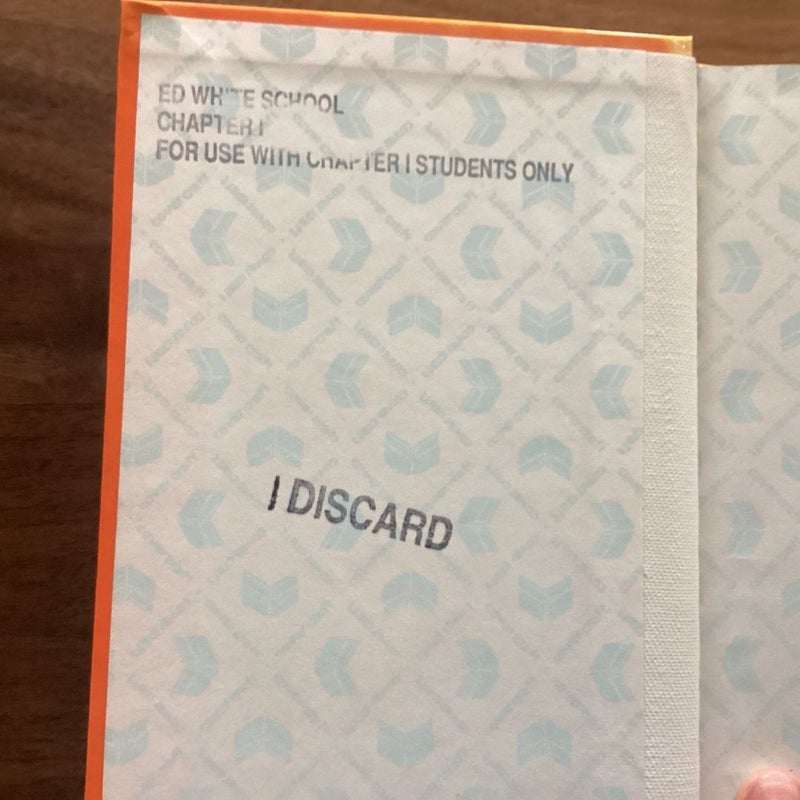 ED WHITE SCHOOL
CHAPTER I
FOR USE WITH CHAPTER I STUDENTS ONLY
I DISCARD